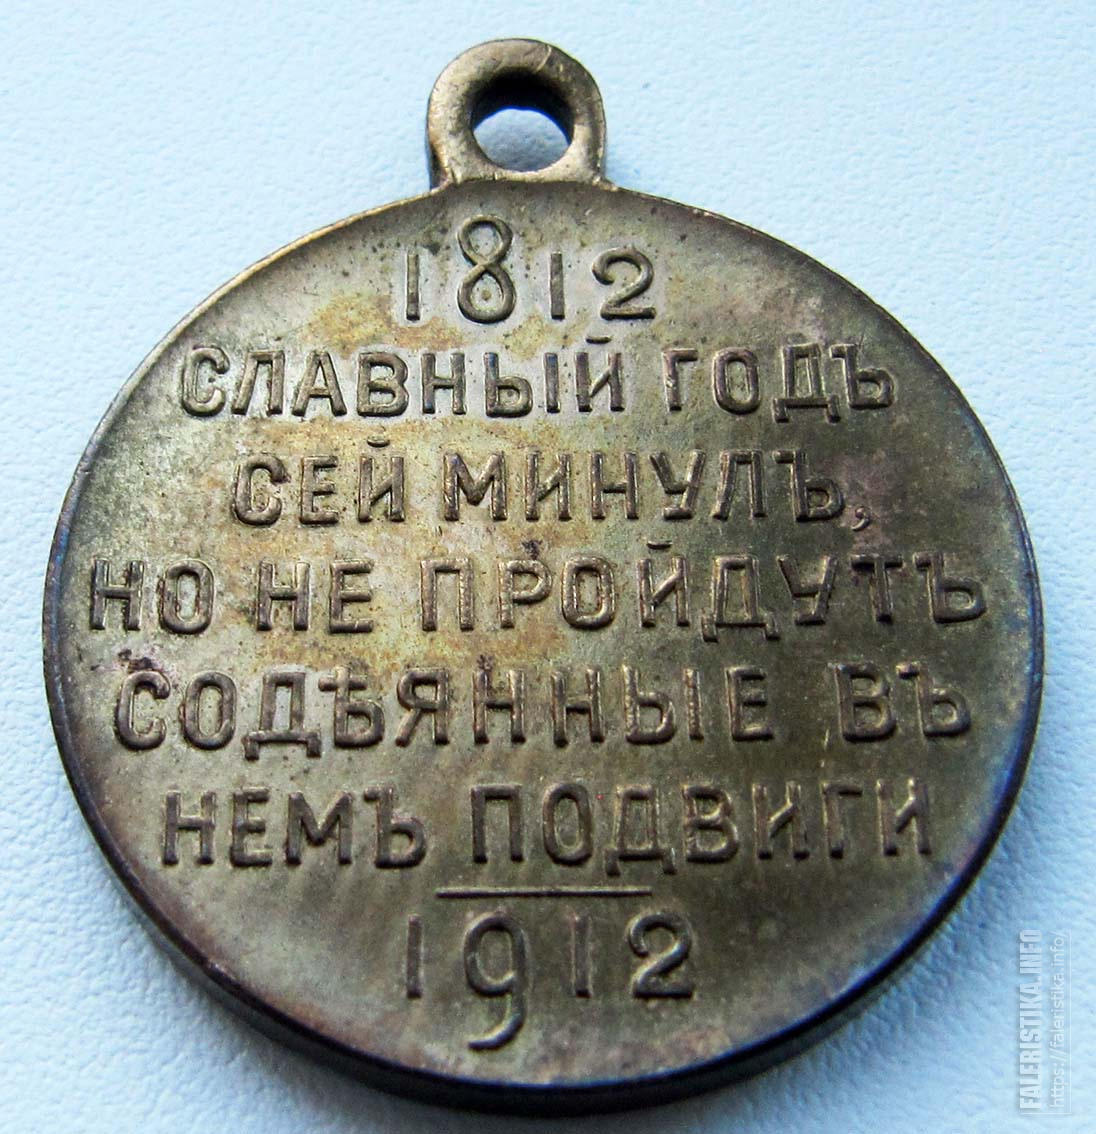 1812
СЛАВНЫЙ ГОДЪ
СЕЙ МИНУЛЪ,
НО НЕ ПРОЙДУТЪ
СОДѢЯННЫЕ ВЪ
НЕМЪ ПОДВИГИ
1912
FALERISTIKA.INFO
https://faleristika.info/